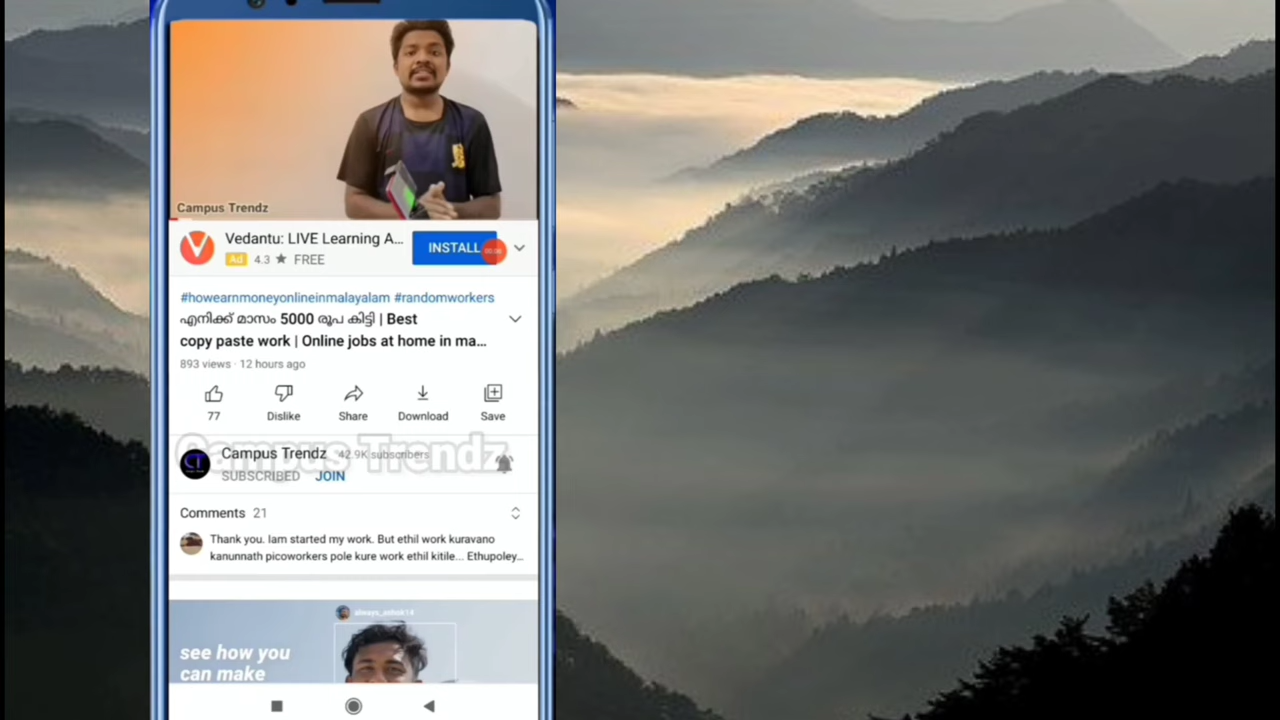 Campus Trendz
Vedantu: LIVE Learning A...
Ad 4.3 ★ FREE
INSTALL
#howearnmoneyonlineinmalayalam #randomworkers
എനിക്ക് മാസം 5000 രൂപ കിട്ടി | Best
copy paste work | Online jobs at home in ma...
893 views · 12 hours ago
77 Dislike Share Download Save
Campus Trendz
Campus Trendz 42.9K subscribers
CT
SUBSCRIBED JOIN
Comments 21
Thank you. Iam started my work. But ethil work kuravano
kanunnath picoworkers pole kure work ethil kitile... Ethupoley...
always_ashok14
see how you
can make